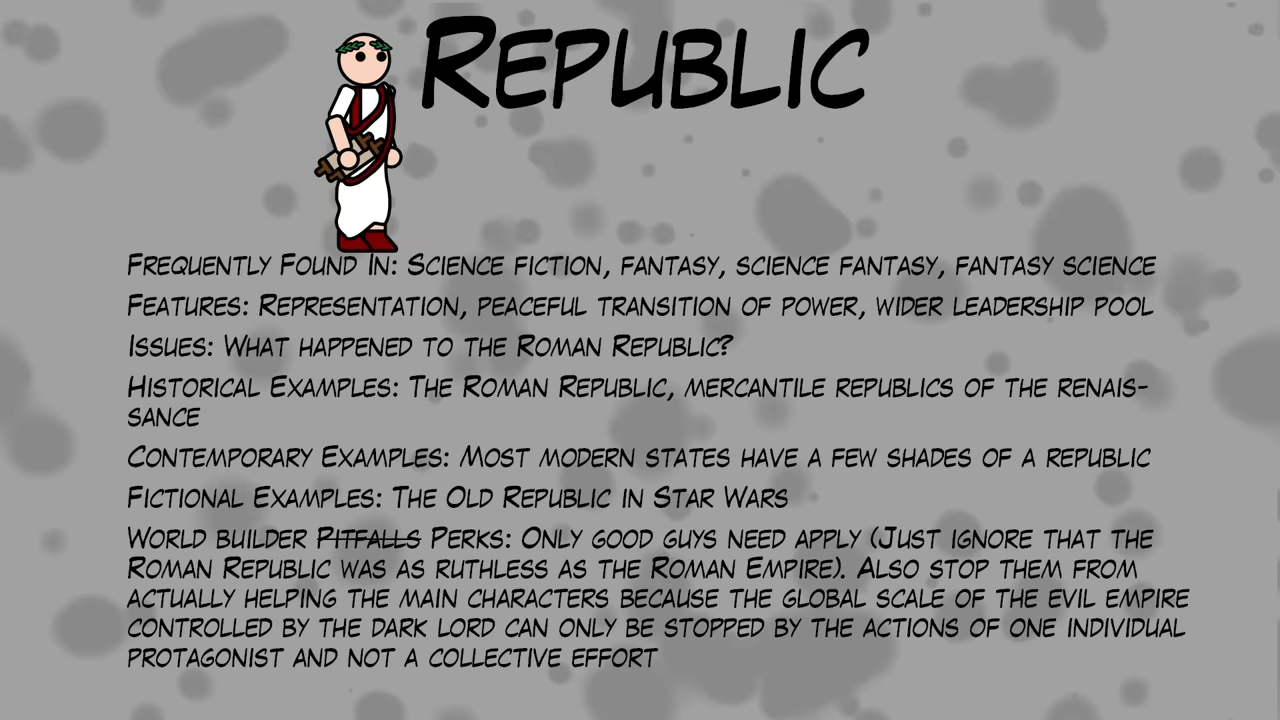 Republic
Frequently Found In: Science fiction, fantasy, science fantasy, fantasy science
Features: Representation, peaceful transition of power, wider leadership pool
Issues: What happened to the Roman Republic?
Historical Examples: The Roman Republic, mercantile republics of the renais-
sance
Contemporary Examples: Most modern states have a few shades of a republic
Fictional Examples: The Old Republic in Star Wars
World builder Pitfalls Perks: Only good guys need apply (Just ignore that the
Roman Republic was as ruthless as the Roman Empire). Also stop them from
actually helping the main characters because the global scale of the evil empire
controlled by the dark lord can only be stopped by the actions of one individual
protagonist and not a collective effort